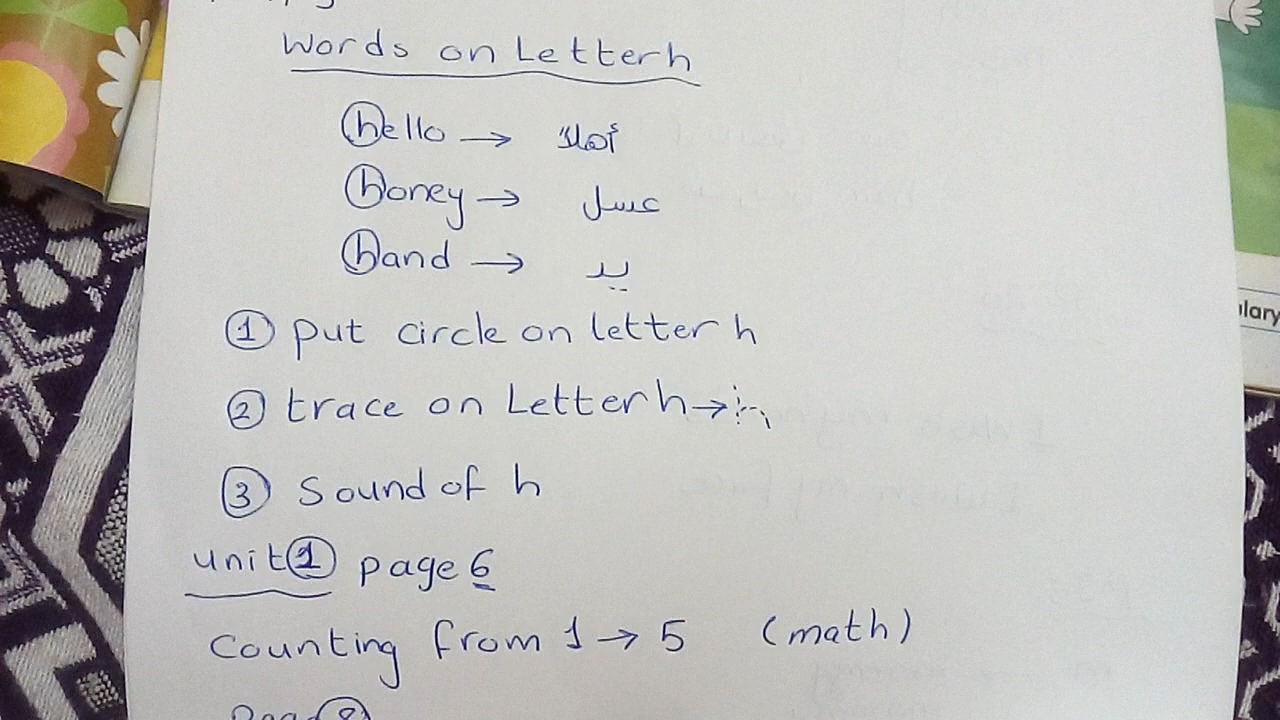 Words on Letter h
hello → أهلا
honey → عسل
hand → يد
① put circle on letter h
② trace on Letter h → h
③ Sound of h
unit ① page 6
Counting from 1 → 5 (math)
lary